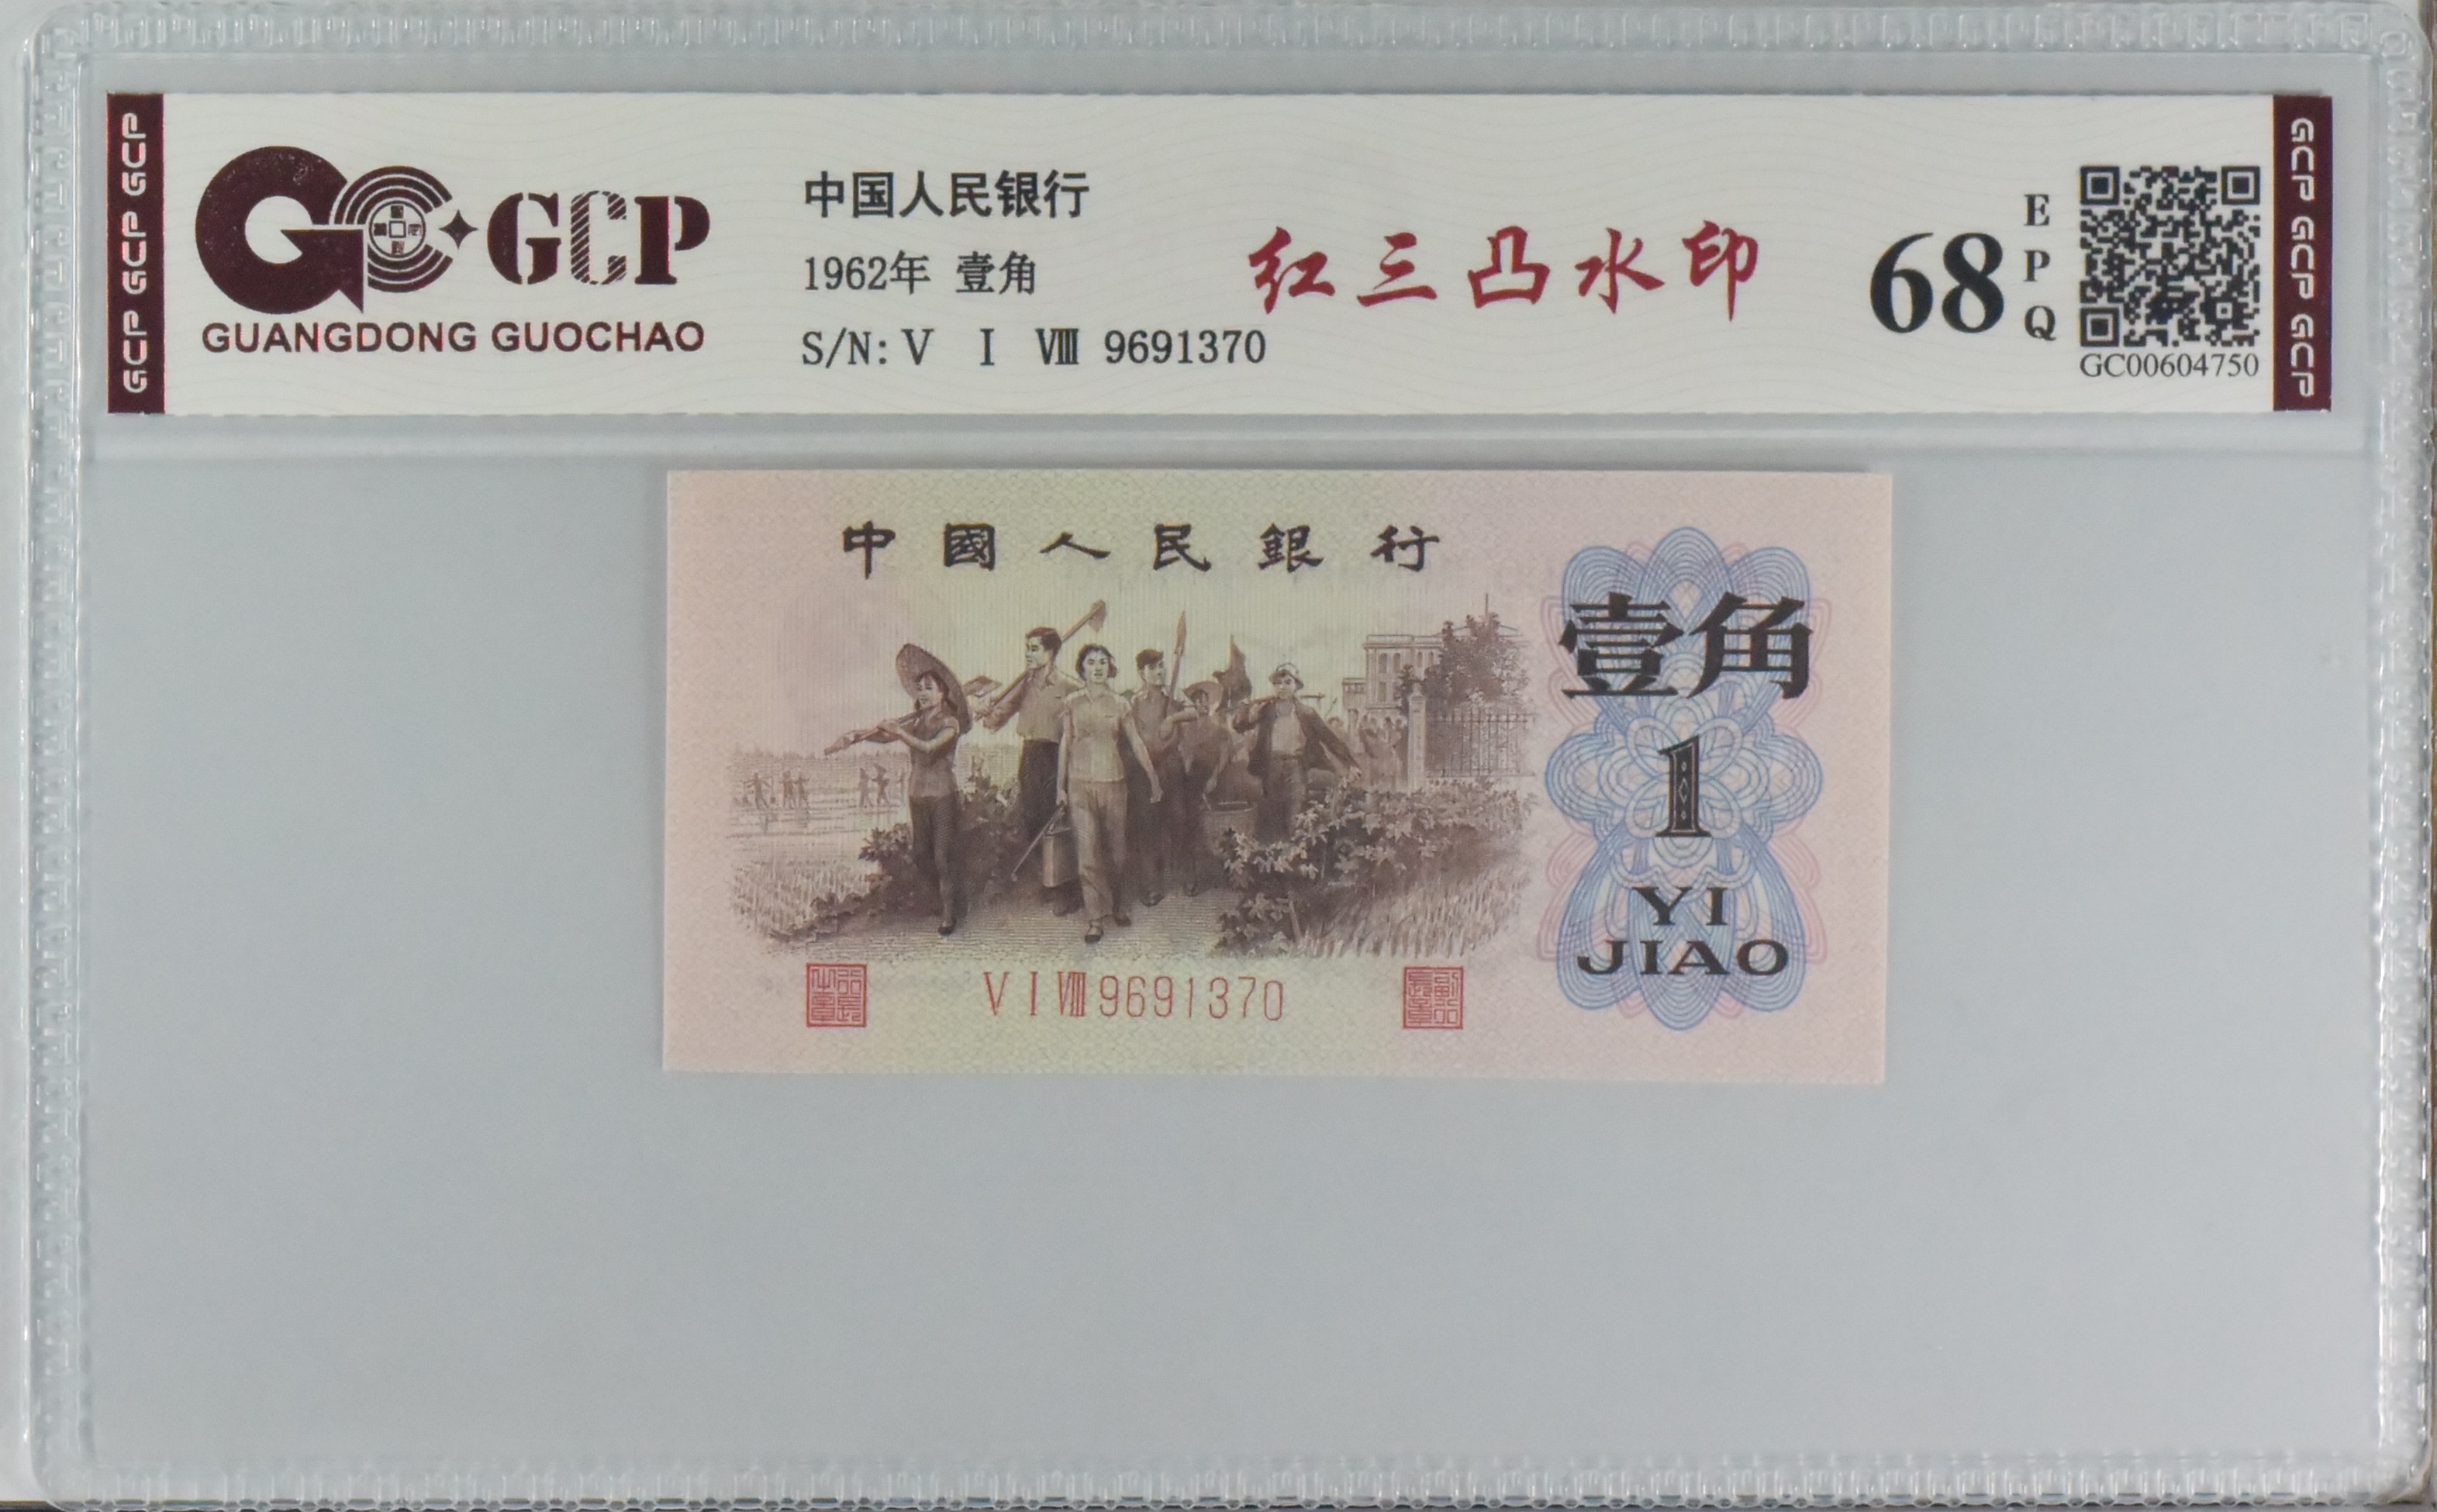 GCP GCP GCP
GCP
GUANGDONG GUOCHAO
中国人民银行
1962年 壹角
S/N: V I Ⅷ 9691370
红三凸水印
68
E
P
Q
GC00604750
GCP GCP GCP
中國人民銀行
壹角
1
YI
JIAO
V I Ⅷ 9691370